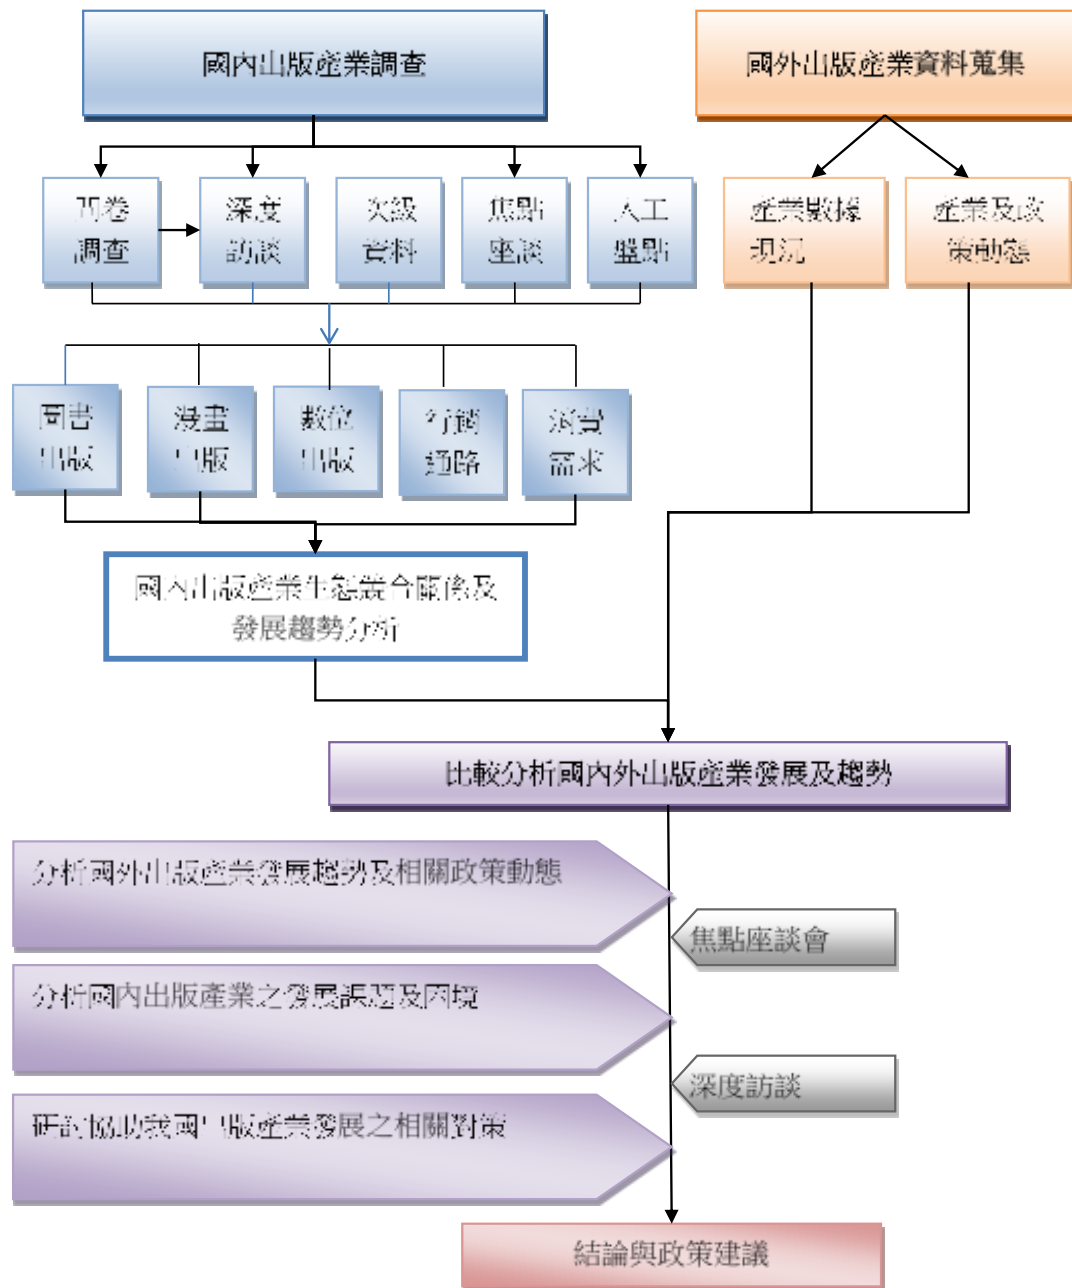 國內出版產業調查
國外出版產業資料蒐集
問卷
調查
深度
訪談
次級
資料
焦點
座談
人工
盤點
產業數據
現況
產業及政
策動態
圖書
出版
漫畫
出版
數位
出版
行銷
通路
消費
需求
國內出版產業生態競合關係及
發展趨勢分析
比較分析國內外出版產業發展及趨勢
分析國外出版產業發展趨勢及相關政策動態
焦點座談會
分析國內出版產業之發展課題及困境
深度訪談
研討協助我國出版產業發展之相關對策
結論與政策建議